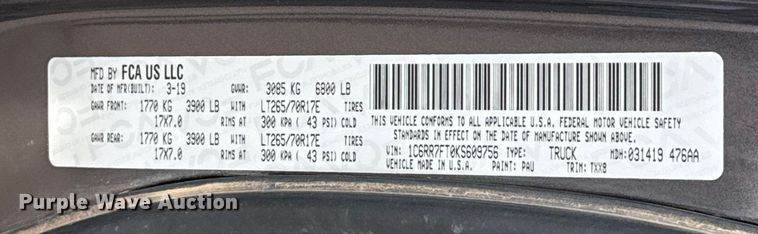 MFD BY FCA US LLC
DATE OF MFR(BUILT): 3-19 GVWR: 3085 KG 6800 LB
GAWR FRONT: 1770 KG 3900 LB WITH LT265/70R17E TIRES
17X7.0 RIMS AT 300 KPA ( 43 PSI) COLD
GAWR REAR: 1770 KG 3900 LB WITH LT265/70R17E TIRES
17X7.0 RIMS AT 300 KPA ( 43 PSI) COLD
THIS VEHICLE CONFORMS TO ALL APPLICABLE U.S.A. FEDERAL MOTOR VEHICLE SAFETY
STANDARDS IN EFFECT ON THE DATE OF MANUFACTURE SHOWN ABOVE.
VIN: 1C6RR7FT0KS609756 TYPE: TRUCK MDH: 031419 476AA
MADE IN U.S.A. PAINT: PAU TRIM: TXX9
Purple Wave Auction